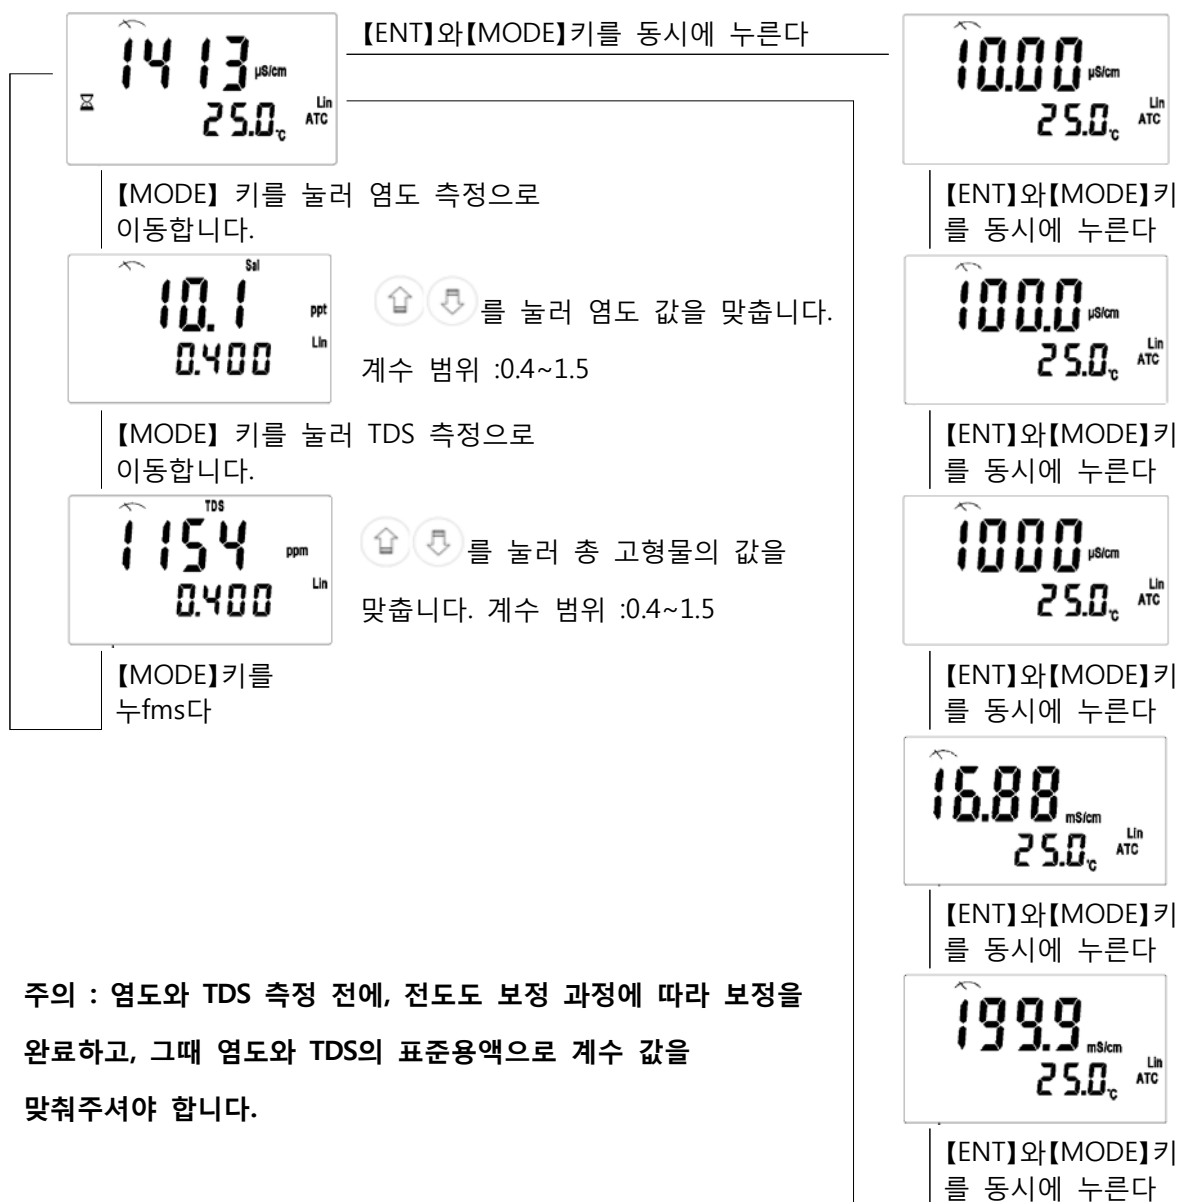 1413 µS/cm
25.0 ℃ Lin ATC
【ENT】와【MODE】키를 동시에 누른다
【MODE】 키를 눌러 염도 측정으로
이동합니다.
Sal
10.1 ppt
0.400 Lin
를 눌러 염도 값을 맞춥니다.
계수 범위 :0.4~1.5
【MODE】 키를 눌러 TDS 측정으로
이동합니다.
TDS
1154 ppm
0.400 Lin
를 눌러 총 고형물의 값을
맞춥니다. 계수 범위 :0.4~1.5
【MODE】키를
누fms다
주의 : 염도와 TDS 측정 전에, 전도도 보정 과정에 따라 보정을
완료하고, 그때 염도와 TDS의 표준용액으로 계수 값을
맞춰주셔야 합니다.
10.00 µS/cm
25.0 ℃ Lin ATC
【ENT】와【MODE】키
를 동시에 누른다
100.0 µS/cm
25.0 ℃ Lin ATC
【ENT】와【MODE】키
를 동시에 누른다
1000 µS/cm
25.0 ℃ Lin ATC
【ENT】와【MODE】키
를 동시에 누른다
16.88 mS/cm
25.0 ℃ Lin ATC
【ENT】와【MODE】키
를 동시에 누른다
199.9 mS/cm
25.0 ℃ Lin ATC
【ENT】와【MODE】키
를 동시에 누른다